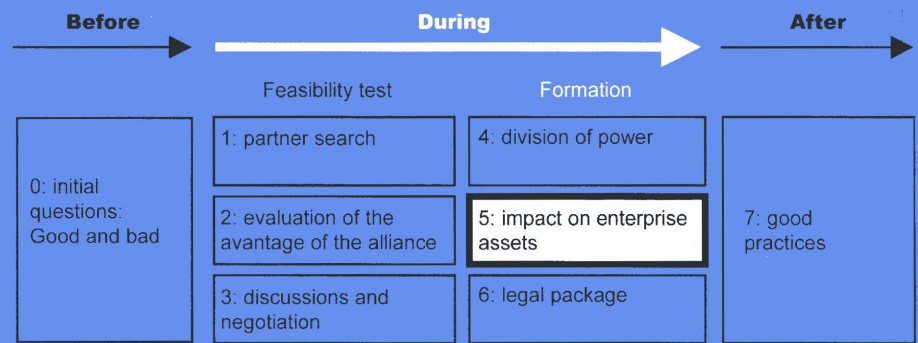 Before
During
After
Feasibility test
Formation
0: initial
questions:
Good and bad
1: partner search
2: evaluation of the
avantage of the alliance
3: discussions and
negotiation
4: division of power
5: impact on enterprise
assets
6: legal package
7: good
practices